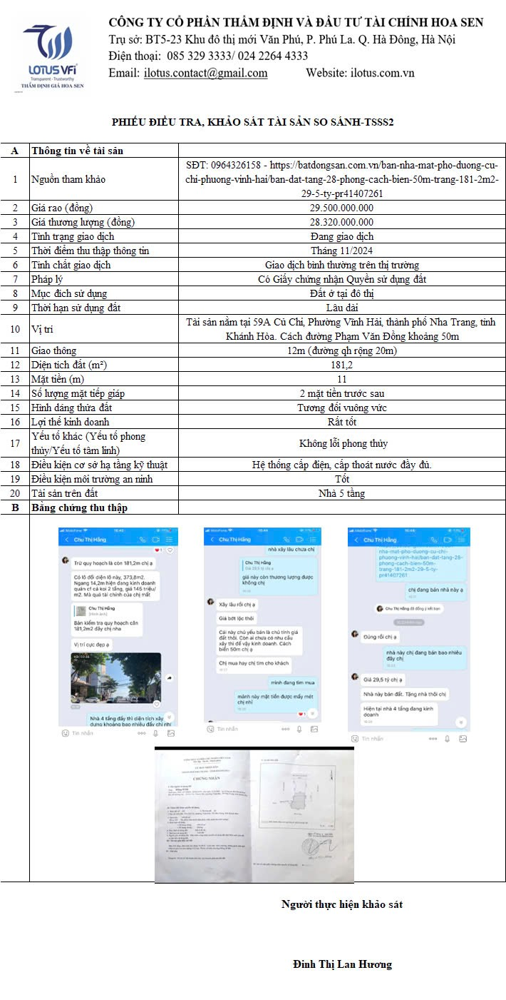 CÔNG TY CỔ PHẦN THẨM ĐỊNH VÀ ĐẦU TƯ TÀI CHÍNH HOA SEN
Trụ sở: BT5-23 Khu đô thị mới Văn Phú, P. Phú La. Q. Hà Đông, Hà Nội
Điện thoại: 085 329 3333/ 024 2264 4333
Email: ilotus.contact@gmail.com Website: ilotus.com.vn
LOTUS VFi
Transparent - Trustworthy
THẨM ĐỊNH GIÁ HOA SEN
PHIẾU ĐIỀU TRA, KHẢO SÁT TÀI SẢN SO SÁNH-TSSS2
A Thông tin về tài sản
1 Nguồn tham khảo SĐT: 0964326158 - https://batdongsan.com.vn/ban-nha-mat-pho-duong-cu-
chi-phuong-vinh-hai/ban-dat-tang-28-phong-cach-bien-50m-trang-181-2m2-
29-5-ty-pr41407261
2 Giá rao (đồng) 29.500.000.000
3 Giá thương lượng (đồng) 28.320.000.000
4 Tình trạng giao dịch Đang giao dịch
5 Thời điểm thu thập thông tin Tháng 11/2024
6 Tính chất giao dịch Giao dịch bình thường trên thị trường
7 Pháp lý Có Giấy chứng nhận Quyền sử dụng đất
8 Mục đích sử dụng Đất ở tại đô thị
9 Thời hạn sử dụng đất Lâu dài
10 Vị trí Tài sản nằm tại 59A Củ Chi, Phường Vĩnh Hải, thành phố Nha Trang, tỉnh
Khánh Hòa. Cách đường Phạm Văn Đồng khoảng 50m
11 Giao thông 12m (đường qh rộng 20m)
12 Diện tích đất (m²) 181,2
13 Mặt tiền (m) 11
14 Số lượng mặt tiếp giáp 2 mặt tiền trước sau
15 Hình dáng thửa đất Tương đối vuông vức
16 Lợi thế kinh doanh Rất tốt
17 Yếu tố khác (Yếu tố phong
thủy/Yếu tố tâm linh) Không lỗi phong thủy
18 Điều kiện cơ sở hạ tầng kỹ thuật Hệ thống cấp điện, cấp thoát nước đầy đủ.
19 Điều kiện môi trường an ninh Tốt
20 Tài sản trên đất Nhà 5 tầng
B Bằng chứng thu thập
Chu Thị Hằng
Trừ quy hoạch là còn 181,2m chị ạ
Có lô đối diện lô này, 373,8m2.
Ngang 14,2m hiện đang kinh doanh
quán cf cá koi 2 tầng, giá 145 triệu/
m2. Mà quá tài chính của chị mất
Chu Thị Hằng
[Hình ảnh]
Bản kiểm tra quy hoạch căn
181,2m2 đây chị nha
Vị trí cực đẹp ạ
Nhà 4 tầng đấy thì diện tích xây
dựng khoảng bao nhiêu đấy chị nhỉ
Tin nhắn
Chu Thị Hằng
nhà xây lâu chưa chị
Chu Thị Hằng
Giá 29,5 tỷ chị ạ
giá này còn thương lượng được
không chị
Xây lâu rồi chị ạ
Giá bớt lộc thôi
Cái này chủ yếu bán là chủ tính giá
đất thôi. Còn ai chưa có nhu cầu
xây thì để vậy kinh doanh. Cách
biển 50m chị ạ
Chị mua hay chị tìm cho khách
mình đang tìm mua
mảnh này mặt tiền được mấy mét
chị nhỉ
Tin nhắn
Chu Thị Hằng
nha-mat-pho-duong-cu-chi-
phuong-vinh-hai/ban-dat-tang-28-
phong-cach-bien-50m-
trang-181-2m2-29-5-ty-
pr41407261
chị đang bán nhà này ạ
Chu Thị Hằng đã đồng ý kết bạn
Đúng rồi chị ạ
nhà này chị đang bán bao nhiêu
đấy chị
Giá 29,5 tỷ chị ạ
Nhà này bán đất. Tặng nhà thôi chị
Hiện tại nhà 4 tầng đang kinh
doanh
Tin nhắn
CHỨNG NHẬN
Người thực hiện khảo sát
Đinh Thị Lan Hương